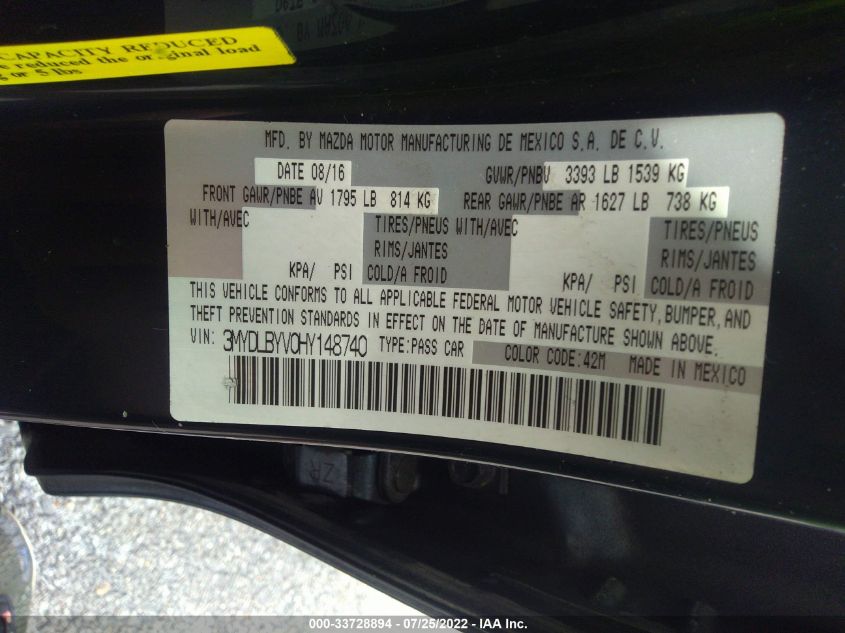 CAPACITY REDUCED
reduced the original load
or 5 lbs
MFD. BY MAZDA MOTOR MANUFACTURING DE MEXICO S.A. DE C.V.
DATE 08/16 GVWR/PNBV 3393 LB 1539 KG
FRONT GAWR/PNBE AV 1795 LB 814 KG REAR GAWR/PNBE AR 1627 LB 738 KG
WITH/AVEC TIRES/PNEUS WITH/AVEC TIRES/PNEUS
RIMS/JANTES RIMS/JANTES
KPA/ PSI COLD/A FROID KPA/ PSI COLD/A FROID
THIS VEHICLE CONFORMS TO ALL APPLICABLE FEDERAL MOTOR VEHICLE SAFETY, BUMPER, AND
THEFT PREVENTION STANDARDS IN EFFECT ON THE DATE OF MANUFACTURE SHOWN ABOVE.
VIN: 3MYDLBYV0HY148740 TYPE:PASS CAR COLOR CODE:42M MADE IN MEXICO
ZR
000-33728894 - 07/25/2022 - IAA Inc.